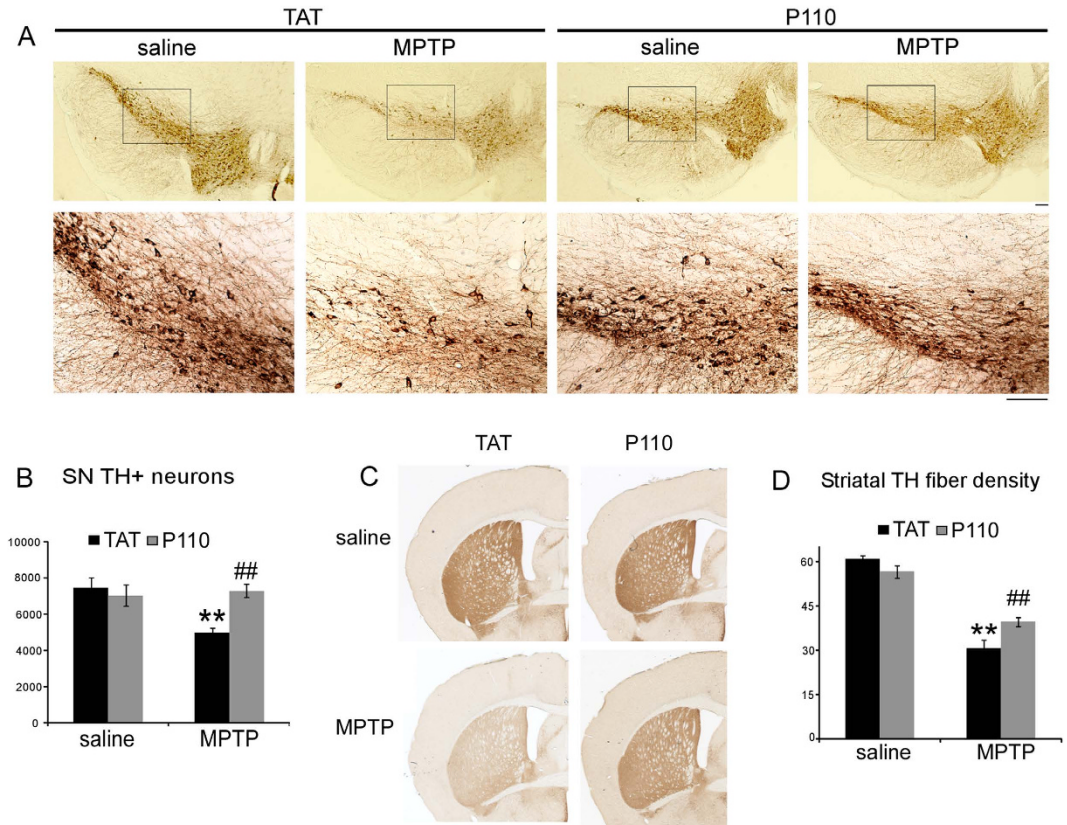 A
TAT P110
saline MPTP saline MPTP
B SN TH+ neurons
TAT P110
10000
8000
6000
4000
2000
0
** ##
saline MPTP
C
TAT P110
saline
MPTP
D Striatal TH fiber density
TAT P110
60
45
30
15
0
** ##
saline MPTP